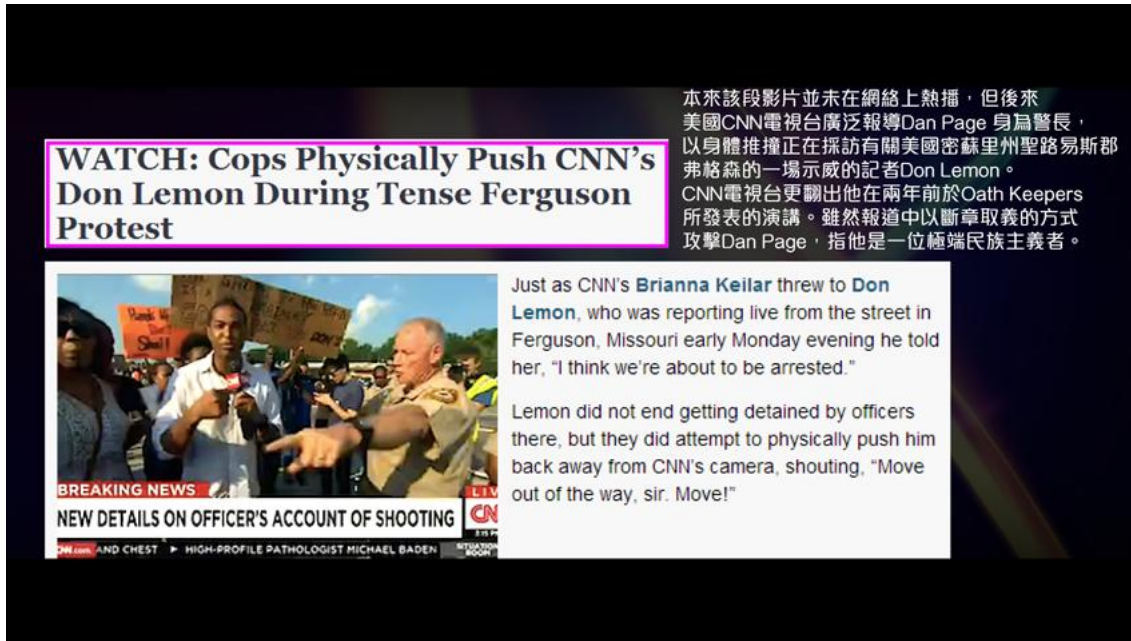 本來該段影片並未在網絡上熱播，但後來
美國CNN電視台廣泛報導Dan Page 身為警長，
以身體推撞正在採訪有關美國密蘇里州聖路易斯郡
弗格森的一場示威的記者Don Lemon。
CNN電視台更翻出他在兩年前於Oath Keepers
所發表的演講。雖然報道中以斷章取義的方式
攻擊Dan Page，指他是一位極端民族主義者。
WATCH: Cops Physically Push CNN’s
Don Lemon During Tense Ferguson
Protest
Just as CNN’s Brianna Keilar threw to Don
Lemon, who was reporting live from the street in
Ferguson, Missouri early Monday evening he told
her, “I think we’re about to be arrested.”
Lemon did not end getting detained by officers
there, but they did attempt to physically push him
back away from CNN’s camera, shouting, “Move
out of the way, sir. Move!”
BREAKING NEWS
LIV
NEW DETAILS ON OFFICER'S ACCOUNT OF SHOOTING
CN
CNN.com AND CHEST ► HIGH-PROFILE PATHOLOGIST MICHAEL BADEN
SITUATION
ROOM